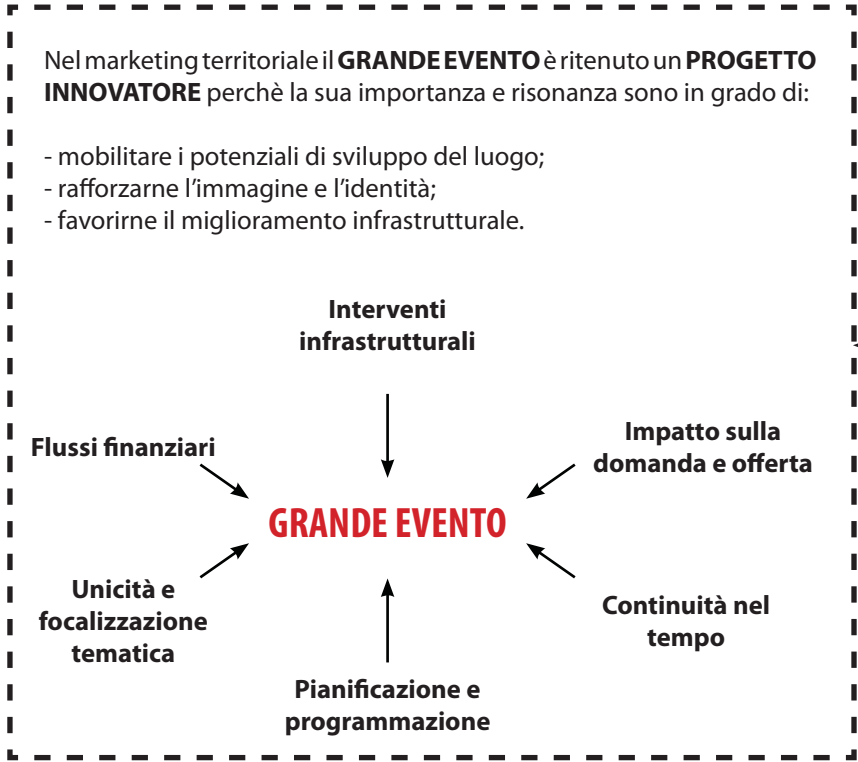 Nel marketing territoriale il GRANDE EVENTO è ritenuto un PROGETTO
INNOVATORE perchè la sua importanza e risonanza sono in grado di:
- mobilitare i potenziali di sviluppo del luogo;
- rafforzarne l'immagine e l'identità;
- favorirne il miglioramento infrastrutturale.
Interventi
infrastrutturali
Flussi finanziari
Impatto sulla
domanda e offerta
GRANDE EVENTO
Unicità e
focalizzazione
tematica
Continuità nel
tempo
Pianificazione e
programmazione